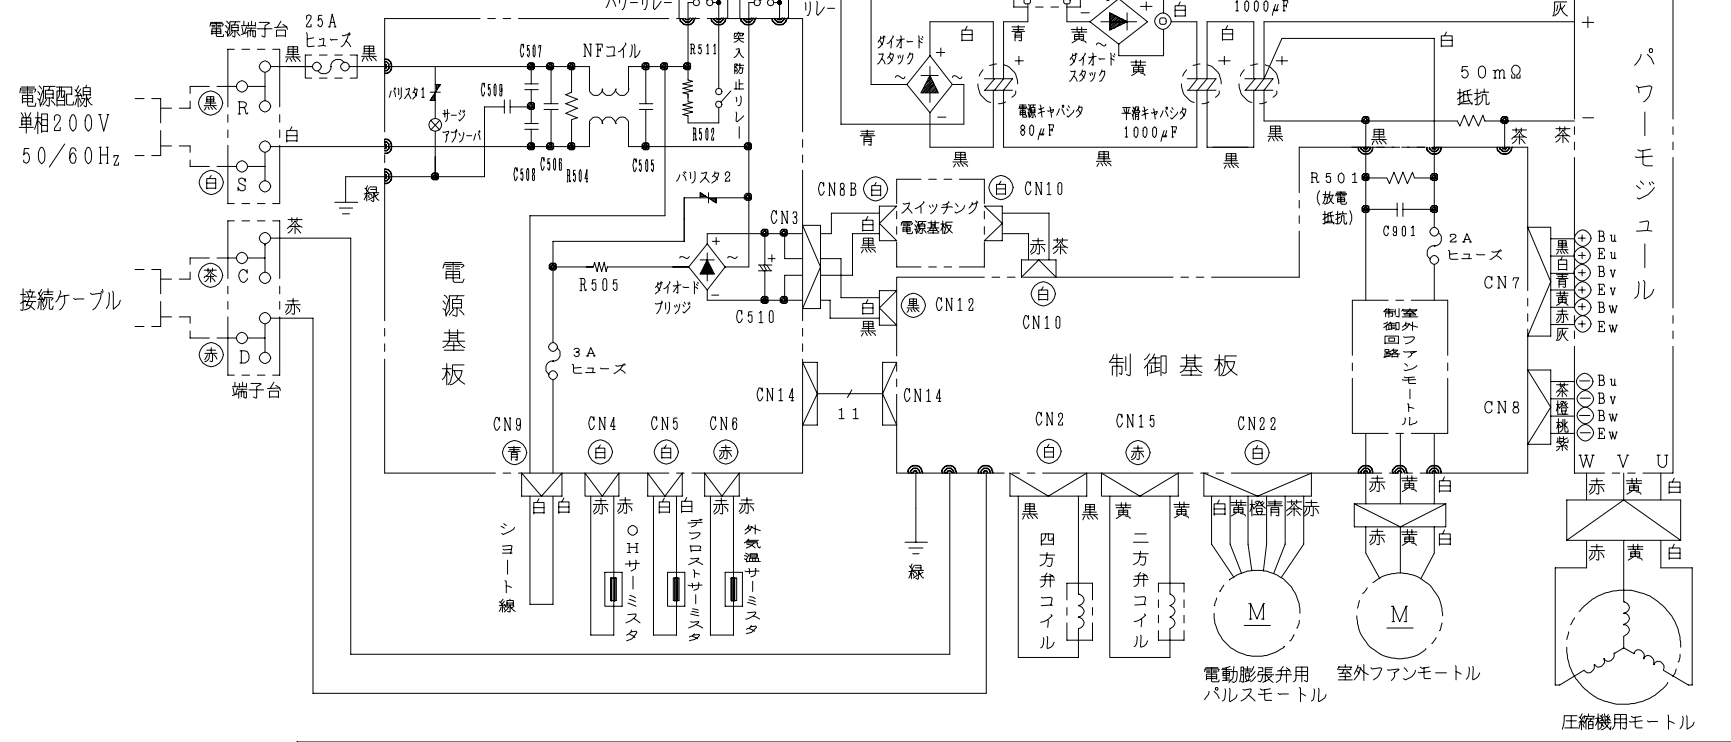 パワーリレー
リレー
1000μF
灰
電源端子台
25A
ヒューズ
黒
黒
電源配線
単相200V
50/60Hz
黒
R
白
S
白
緑
茶
接続ケーブル
茶
C
赤
赤
D
端子台
バリスタ1
サージ
アブソーバ
C509
C507
NFコイル
C508
C506
R504
C505
R511
R502
突入防止リレー
バリスタ2
電源基板
R505
ダイオード
ブリッジ
C510
3A
ヒューズ
CN3
CN14
11
CN14
CN9
青
CN4
白
CN5
白
CN6
赤
白 白
赤 赤
白 白
赤 赤
ショート線
OHサーミスタ
デフロストサーミスタ
外気温サーミスタ
青
ダイオード
スタック
白
黒
青
黄
ダイオード
スタック
白
黄
電源キャパシタ
80μF
黒
平滑キャパシタ
1000μF
白
黒
黒
50mΩ
抵抗
黒
茶
茶
CN8B
白
白
黒
スイッチング
電源基板
白
CN10
赤 茶
白
CN10
黒
CN12
白
黒
制御基板
R501
(放電
抵抗)
C901
2A
ヒューズ
室外ファンモートル
制御回路
パワーモジュール
CN7
黒
白
青
黄
赤
灰
Bu
Eu
Bv
Ev
Bw
Ew
CN8
茶
橙
桃
紫
Bu
Bv
Bw
Ew
W V U
赤 黄 白
赤 黄 白
CN2
白
CN15
赤
CN22
白
黒 黒
黄 黄
白黄橙青茶赤
赤 黄 白
赤 黄 白
緑
四方弁コイル
二方弁コイル
M
M
電動膨張弁用
パルスモートル
室外ファンモートル
圧縮機用モートル